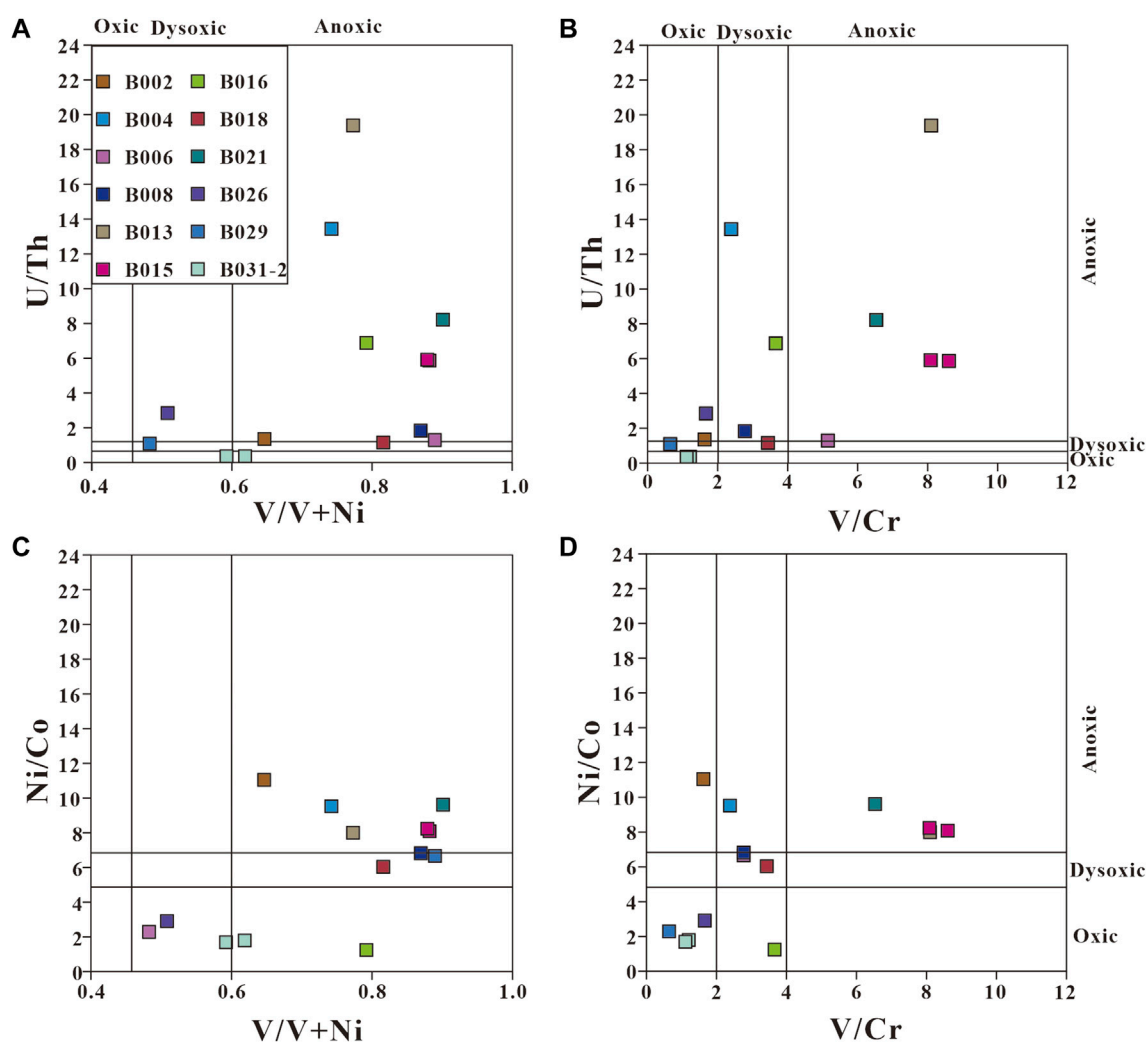 A
Oxic Dysoxic Anoxic
24
22
20
18
16
14
12
10
8
6
4
2
0
U/Th
B002 B016
B004 B018
B006 B021
B008 B026
B013 B029
B015 B031-2
0.4 0.6 0.8 1.0
V/V+Ni
B
Oxic Dysoxic Anoxic
24
22
20
18
16
14
12
10
8
6
4
2
0
U/Th
Anoxic
Dysoxic
Oxic
0 2 4 6 8 10 12
V/Cr
C
24
22
20
18
16
14
12
10
8
6
4
2
0
Ni/Co
0.4 0.6 0.8 1.0
V/V+Ni
D
24
22
20
18
16
14
12
10
8
6
4
2
0
Ni/Co
Anoxic
Dysoxic
Oxic
0 2 4 6 8 10 12
V/Cr